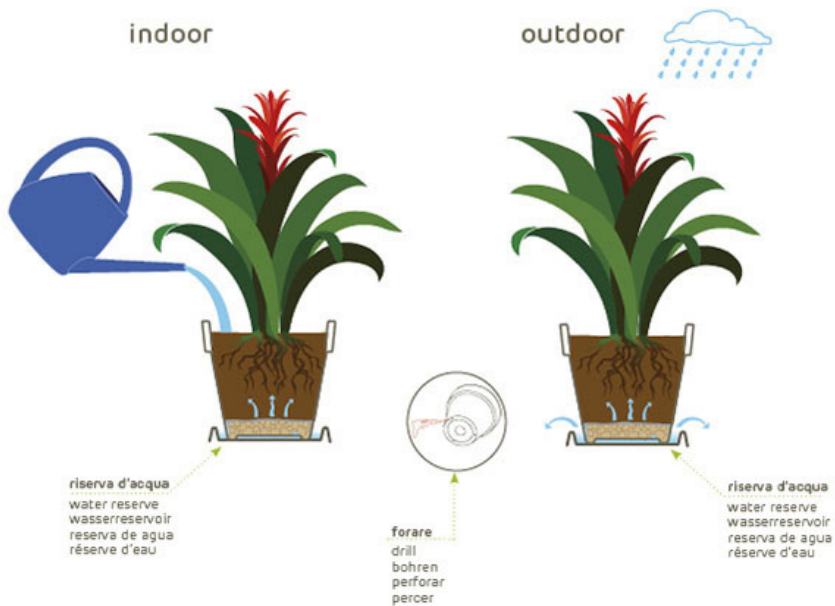 indoor
outdoor
riserva d'acqua
water reserve
wasserreservoir
reserva de agua
réserve d'eau
forare
drill
bohren
perforar
percer
riserva d'acqua
water reserve
wasserreservoir
reserva de agua
réserve d'eau